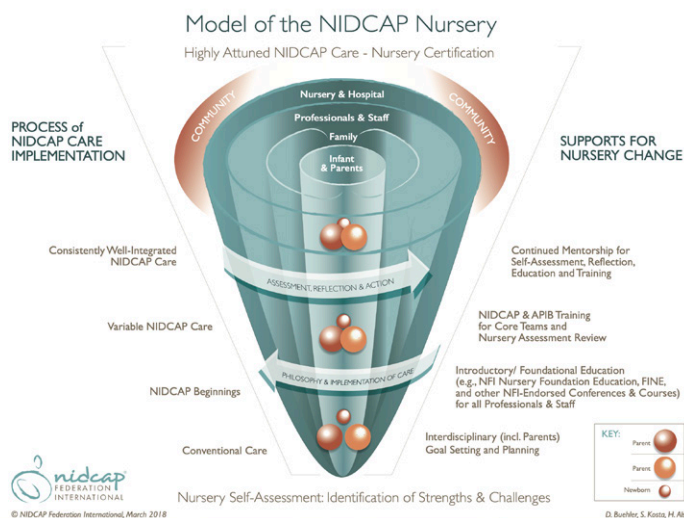 Model of the NIDCAP Nursery
Highly Attuned NIDCAP Care - Nursery Certification
COMMUNITY
COMMUNITY
Nursery & Hospital
Professionals & Staff
Family
Infant
& Parents
PROCESS of
NIDCAP CARE
IMPLEMENTATION
SUPPORTS FOR
NURSERY CHANGE
Consistently Well-Integrated
NIDCAP Care
Continued Mentorship for
Self-Assessment, Reflection,
Education and Training
ASSESSMENT, REFLECTION & ACTION
Variable NIDCAP Care
NIDCAP & APIB Training
for Core Teams and
Nursery Assessment Review
PHILOSOPHY & IMPLEMENTATION OF CARE
NIDCAP Beginnings
Introductory/ Foundational Education
(e.g., NFI Nursery Foundation Education, FINE,
and other NFI-Endorsed Conferences & Courses)
for all Professionals & Staff
Conventional Care
Interdisciplinary (incl. Parents)
Goal Setting and Planning
KEY:
Parent
Parent
Newborn
nidcap
FEDERATION
INTERNATIONAL
Nursery Self-Assessment: Identification of Strengths & Challenges
© NIDCAP Federation International, March 2018
D. Buehler, S. Kosta, H. Als